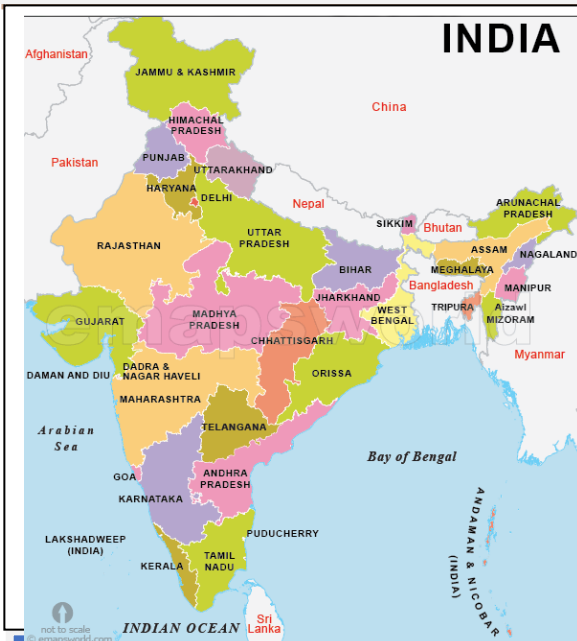 INDIA
Afghanistan
JAMMU & KASHMIR
China
HIMACHAL
PRADESH
PUNJAB
Pakistan
UTTARAKHAND
HARYANA
DELHI
Nepal
ARUNACHAL
PRADESH
SIKKIM
Bhutan
UTTAR
PRADESH
RAJASTHAN
ASSAM
NAGALAND
BIHAR
MEGHALAYA
Bangladesh
MANIPUR
JHARKHAND
TRIPURA
Aizawl
MIZORAM
GUJARAT
MADHYA
PRADESH
WEST
BENGAL
emapsworld
CHHATTISGARH
Myanmar
DADRA &
NAGAR HAVELI
DAMAN AND DIU
ORISSA
MAHARASHTRA
TELANGANA
Arabian
Sea
Bay of Bengal
GOA
ANDHRA
PRADESH
KARNATAKA
ANDAMAN & NICOBAR
(INDIA)
PUDUCHERRY
LAKSHADWEEP
(INDIA)
KERALA
TAMIL
NADU
Sri
Lanka
INDIAN OCEAN
not to scale
© emapsworld.com